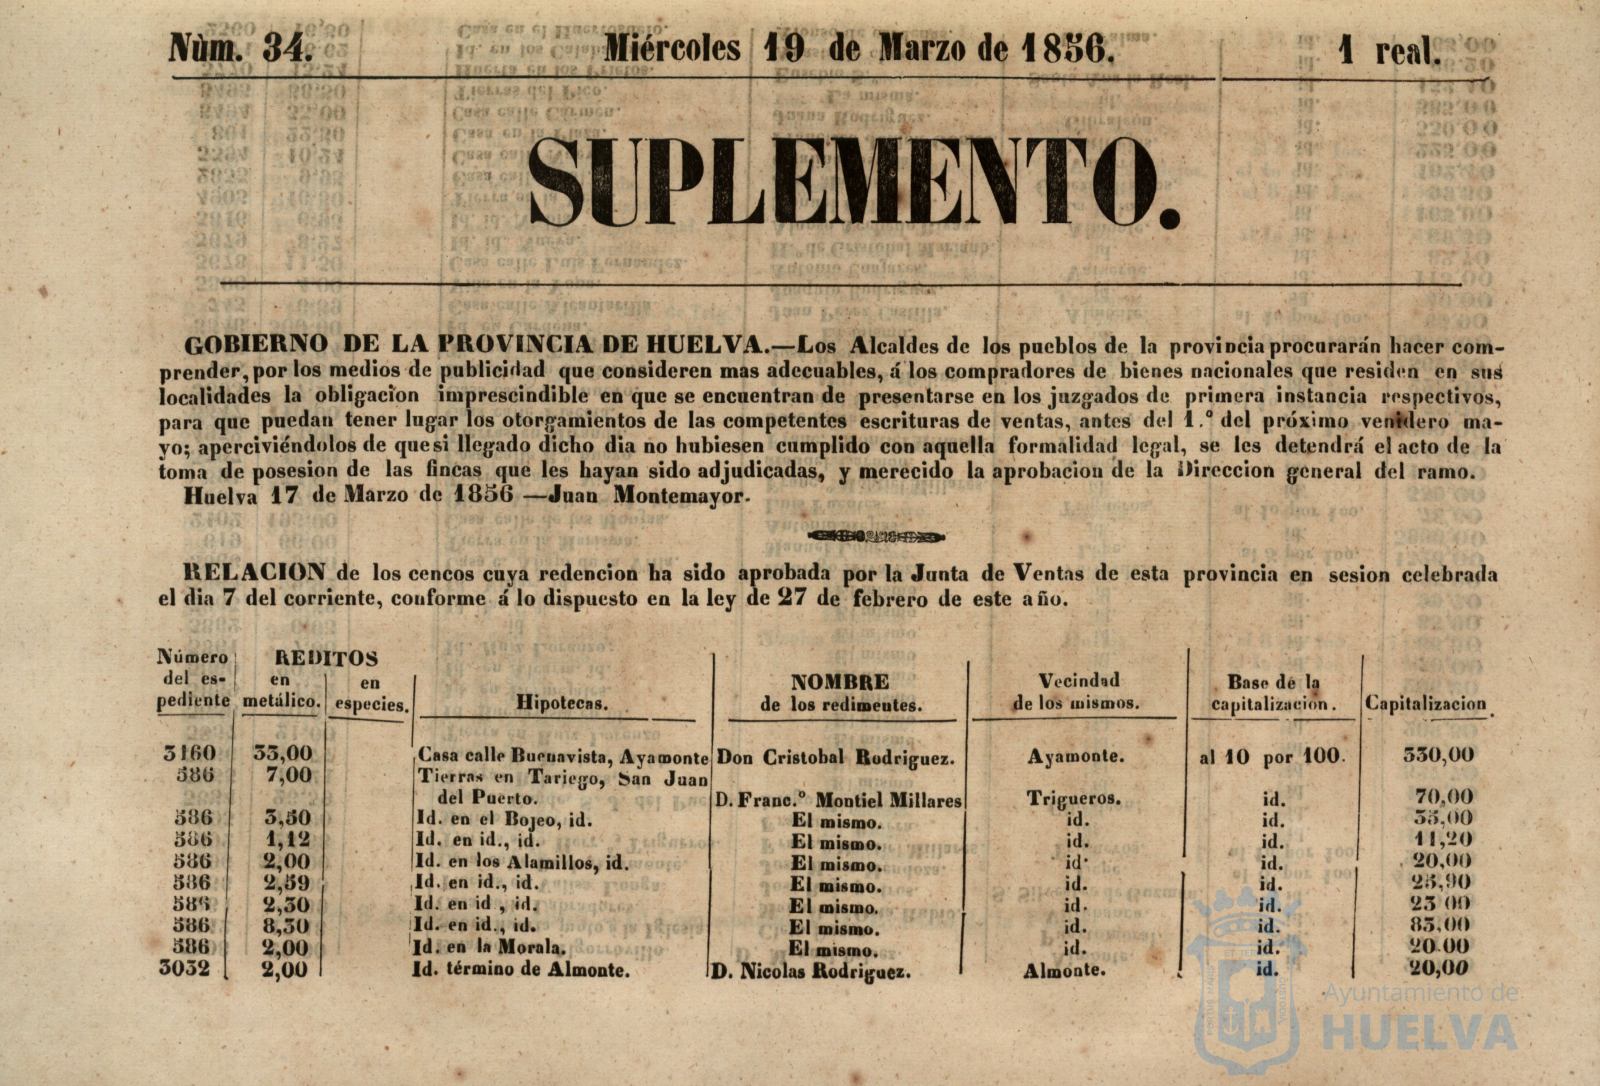 Nùm. 34. Miércoles 19 de Marzo de 1856. 1 real.
SUPLEMENTO.
GOBIERNO DE LA PROVINCIA DE HUELVA.—Los Alcaldes de los pueblos de la provincia procurarán hacer com-
prender, por los medios de publicidad que consideren mas adecuables, á los compradores de bienes nacionales que residen en sus
localidades la obligacion imprescindible en que se encuentran de presentarse en los juzgados de primera instancia respectivos,
para que puedan tener lugar los otorgamientos de las competentes escrituras de ventas, antes del 1.º del próximo venidero ma-
yo; aperciviéndolos de que si llegado dicho dia no hubiesen cumplido con aquella formalidad legal, se les detendrá el acto de la
toma de posesion de las fincas que les hayan sido adjudicadas, y merecido la aprobacion de la Direccion general del ramo.
Huelva 17 de Marzo de 1856 —Juan Montemayor.
RELACION de los cencos cuya redencion ha sido aprobada por la Junta de Ventas de esta provincia en sesion celebrada
el dia 7 del corriente, conforme á lo dispuesto en la ley de 27 de febrero de este año.
Número del es-pediente REDITOS en metálico. en especies. Hipotecas. NOMBRE de los redimentes. Vecindad de los mismos. Base de la capitalizacion. Capitalizacion.
3160 33,00 Casa calle Buenavista, Ayamonte Don Cristobal Rodriguez. Ayamonte. al 10 por 100. 330,00
586 7,00 Tierras en Tariego, San Juan
del Puerto. D. Franc.º Montiel Millares Trigueros. id. 70,00
586 3,50 Id. en el Bojeo, id. El mismo. id. id. 35,00
586 1,12 Id. en id., id. El mismo. id. id. 11,20
586 2,00 Id. en los Alamillos, id. El mismo. id. id. 20,00
586 2,59 Id. en id., id. El mismo. id. id. 25,90
586 2,30 Id. en id , id. El mismo. id. id. 23 00
586 8,30 Id. en id., id. El mismo. id. id. 83,00
586 2,00 Id. en la Morala. El mismo. id. id. 20.00
3032 2,00 Id. término de Almonte. D. Nicolas Rodriguez. Almonte. id. 20,00
Ayuntamiento de
HUELVA